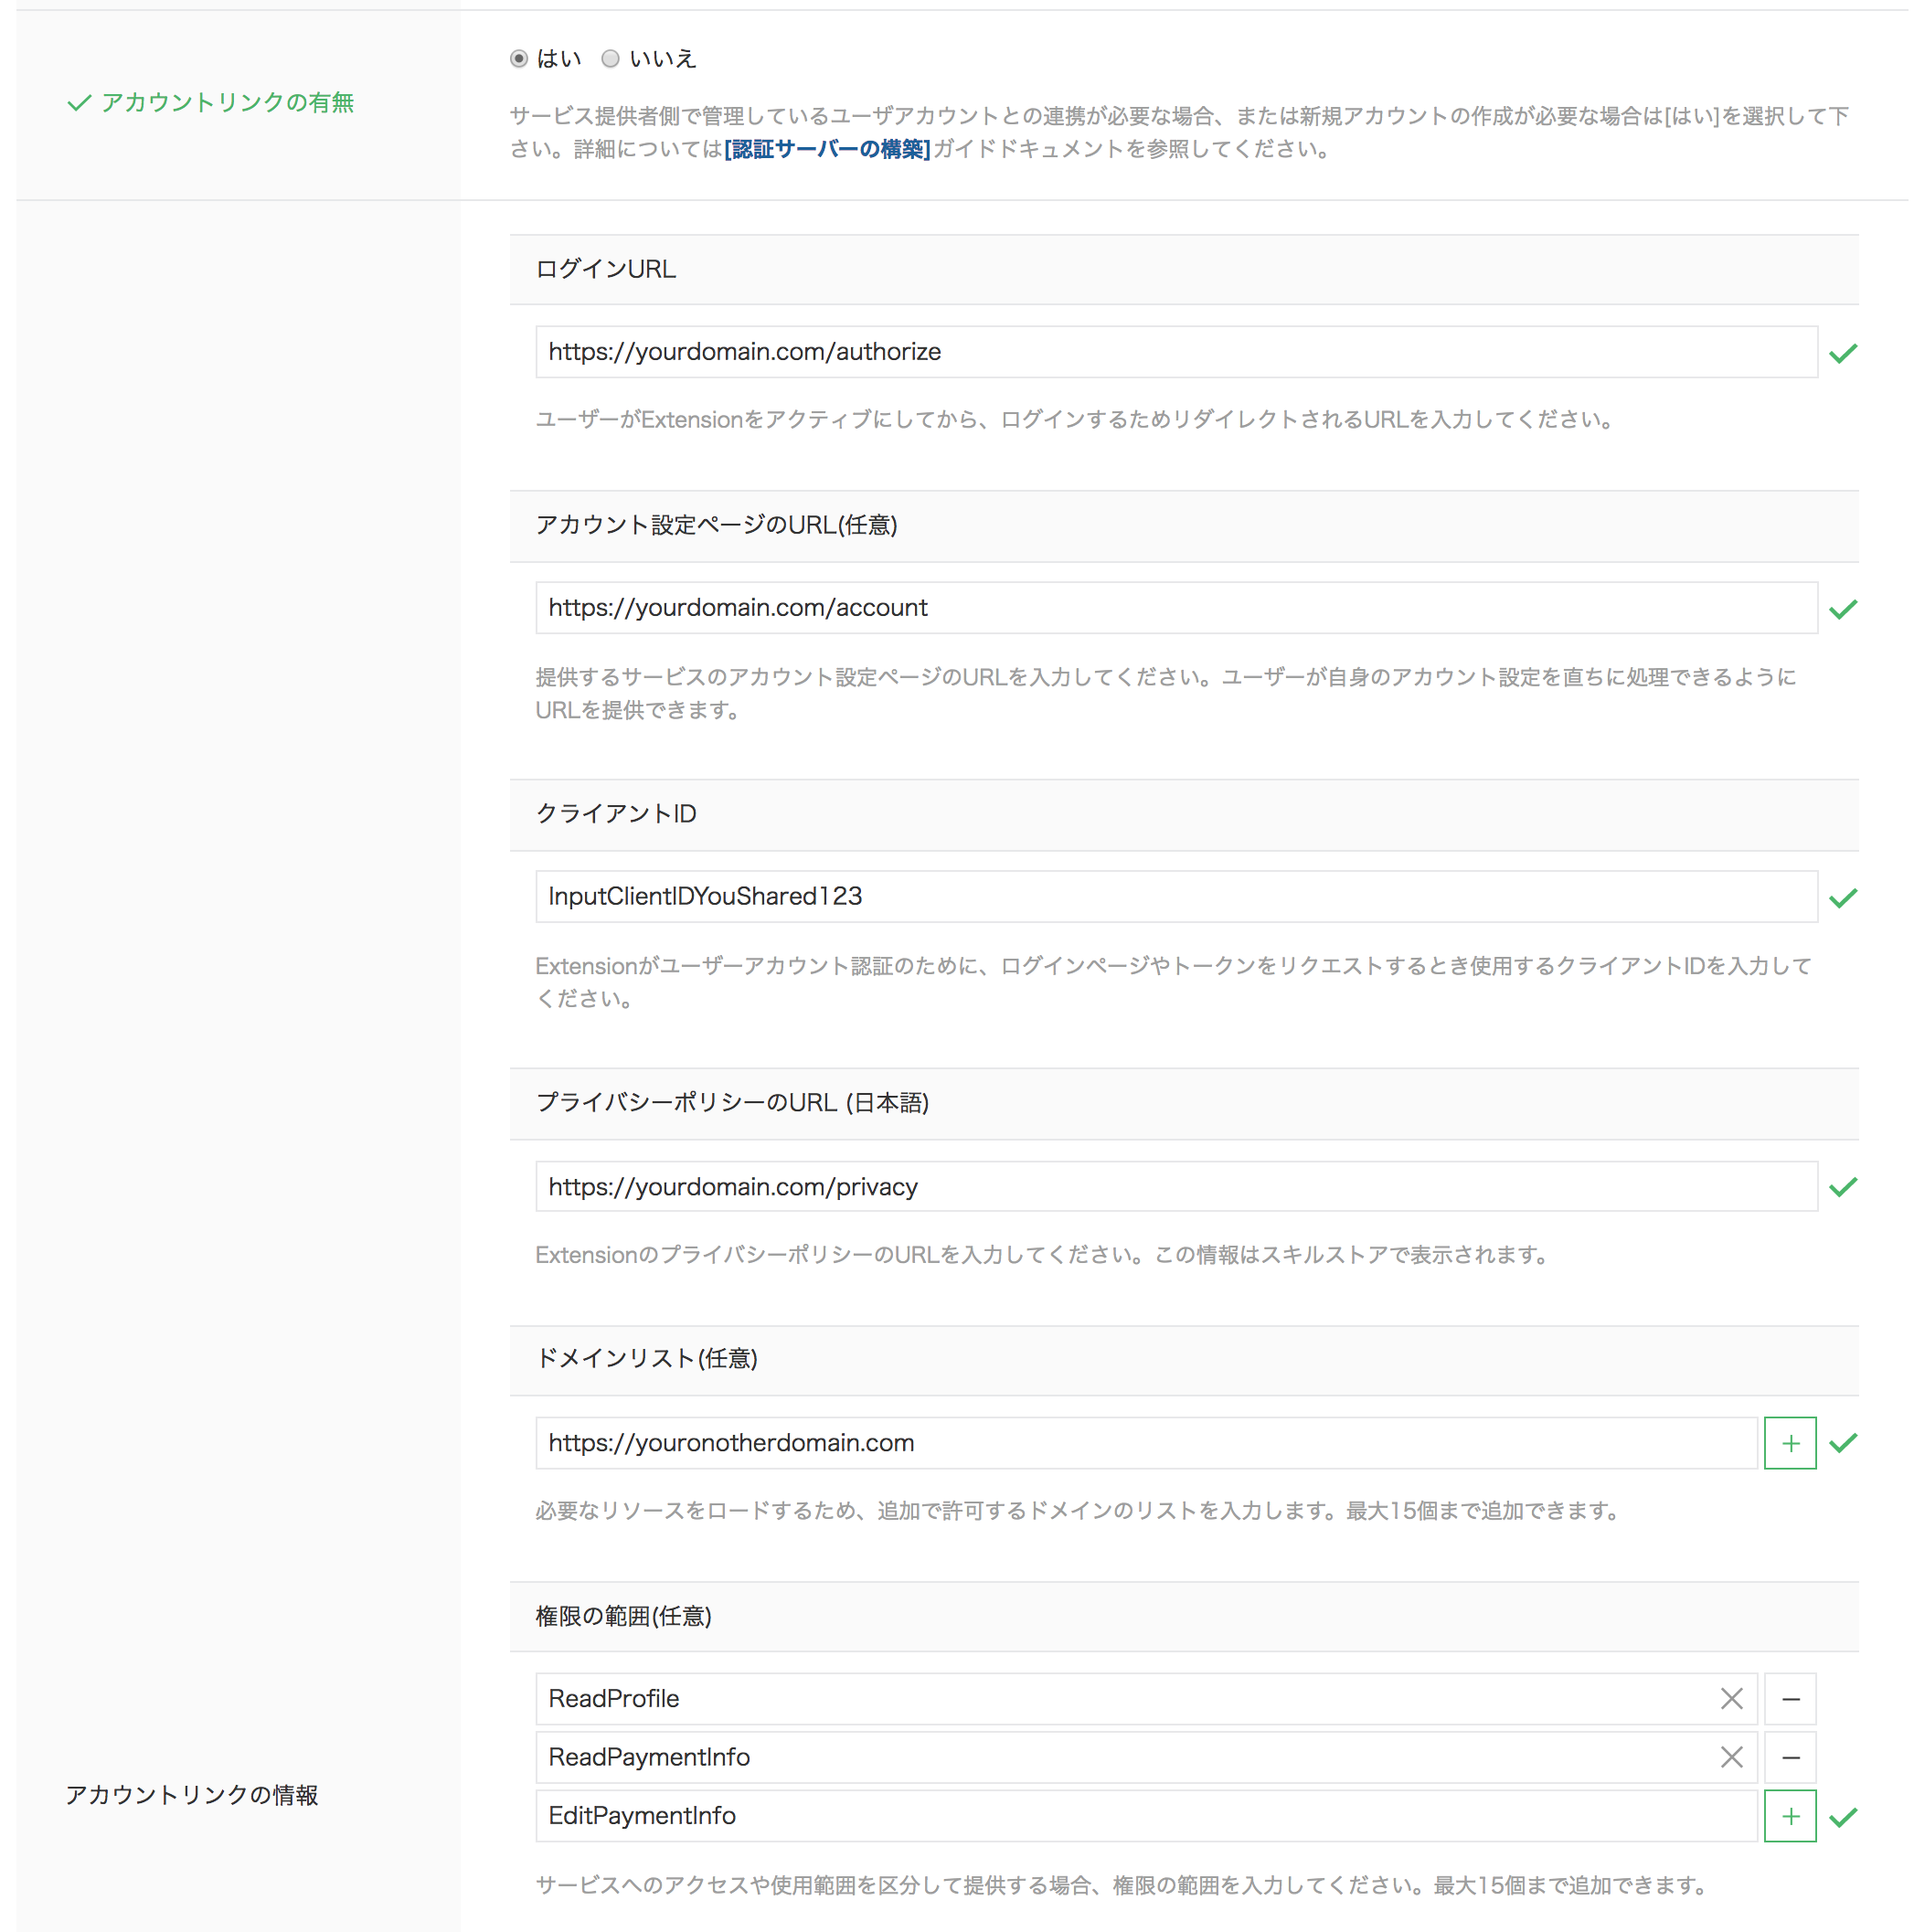 はい いいえ
アカウントリンクの有無
サービス提供者側で管理しているユーザアカウントとの連携が必要な場合、または新規アカウントの作成が必要な場合は[はい]を選択して下
さい。詳細については[認証サーバーの構築]ガイドドキュメントを参照してください。
ログインURL
https://yourdomain.com/authorize
ユーザーがExtensionをアクティブにしてから、ログインするためリダイレクトされるURLを入力してください。
アカウント設定ページのURL(任意)
https://yourdomain.com/account
提供するサービスのアカウント設定ページのURLを入力してください。ユーザーが自身のアカウント設定を直ちに処理できるように
URLを提供できます。
クライアントID
InputClientIDYouShared123
Extensionがユーザーアカウント認証のために、ログインページやトークンをリクエストするとき使用するクライアントIDを入力して
ください。
プライバシーポリシーのURL (日本語)
https://yourdomain.com/privacy
ExtensionのプライバシーポリシーのURLを入力してください。この情報はスキルストアで表示されます。
ドメインリスト(任意)
https://youronotherdomain.com
必要なリソースをロードするため、追加で許可するドメインのリストを入力します。最大15個まで追加できます。
権限の範囲(任意)
ReadProfile
ReadPaymentInfo
アカウントリンクの情報
EditPaymentInfo
サービスへのアクセスや使用範囲を区分して提供する場合、権限の範囲を入力してください。最大15個まで追加できます。